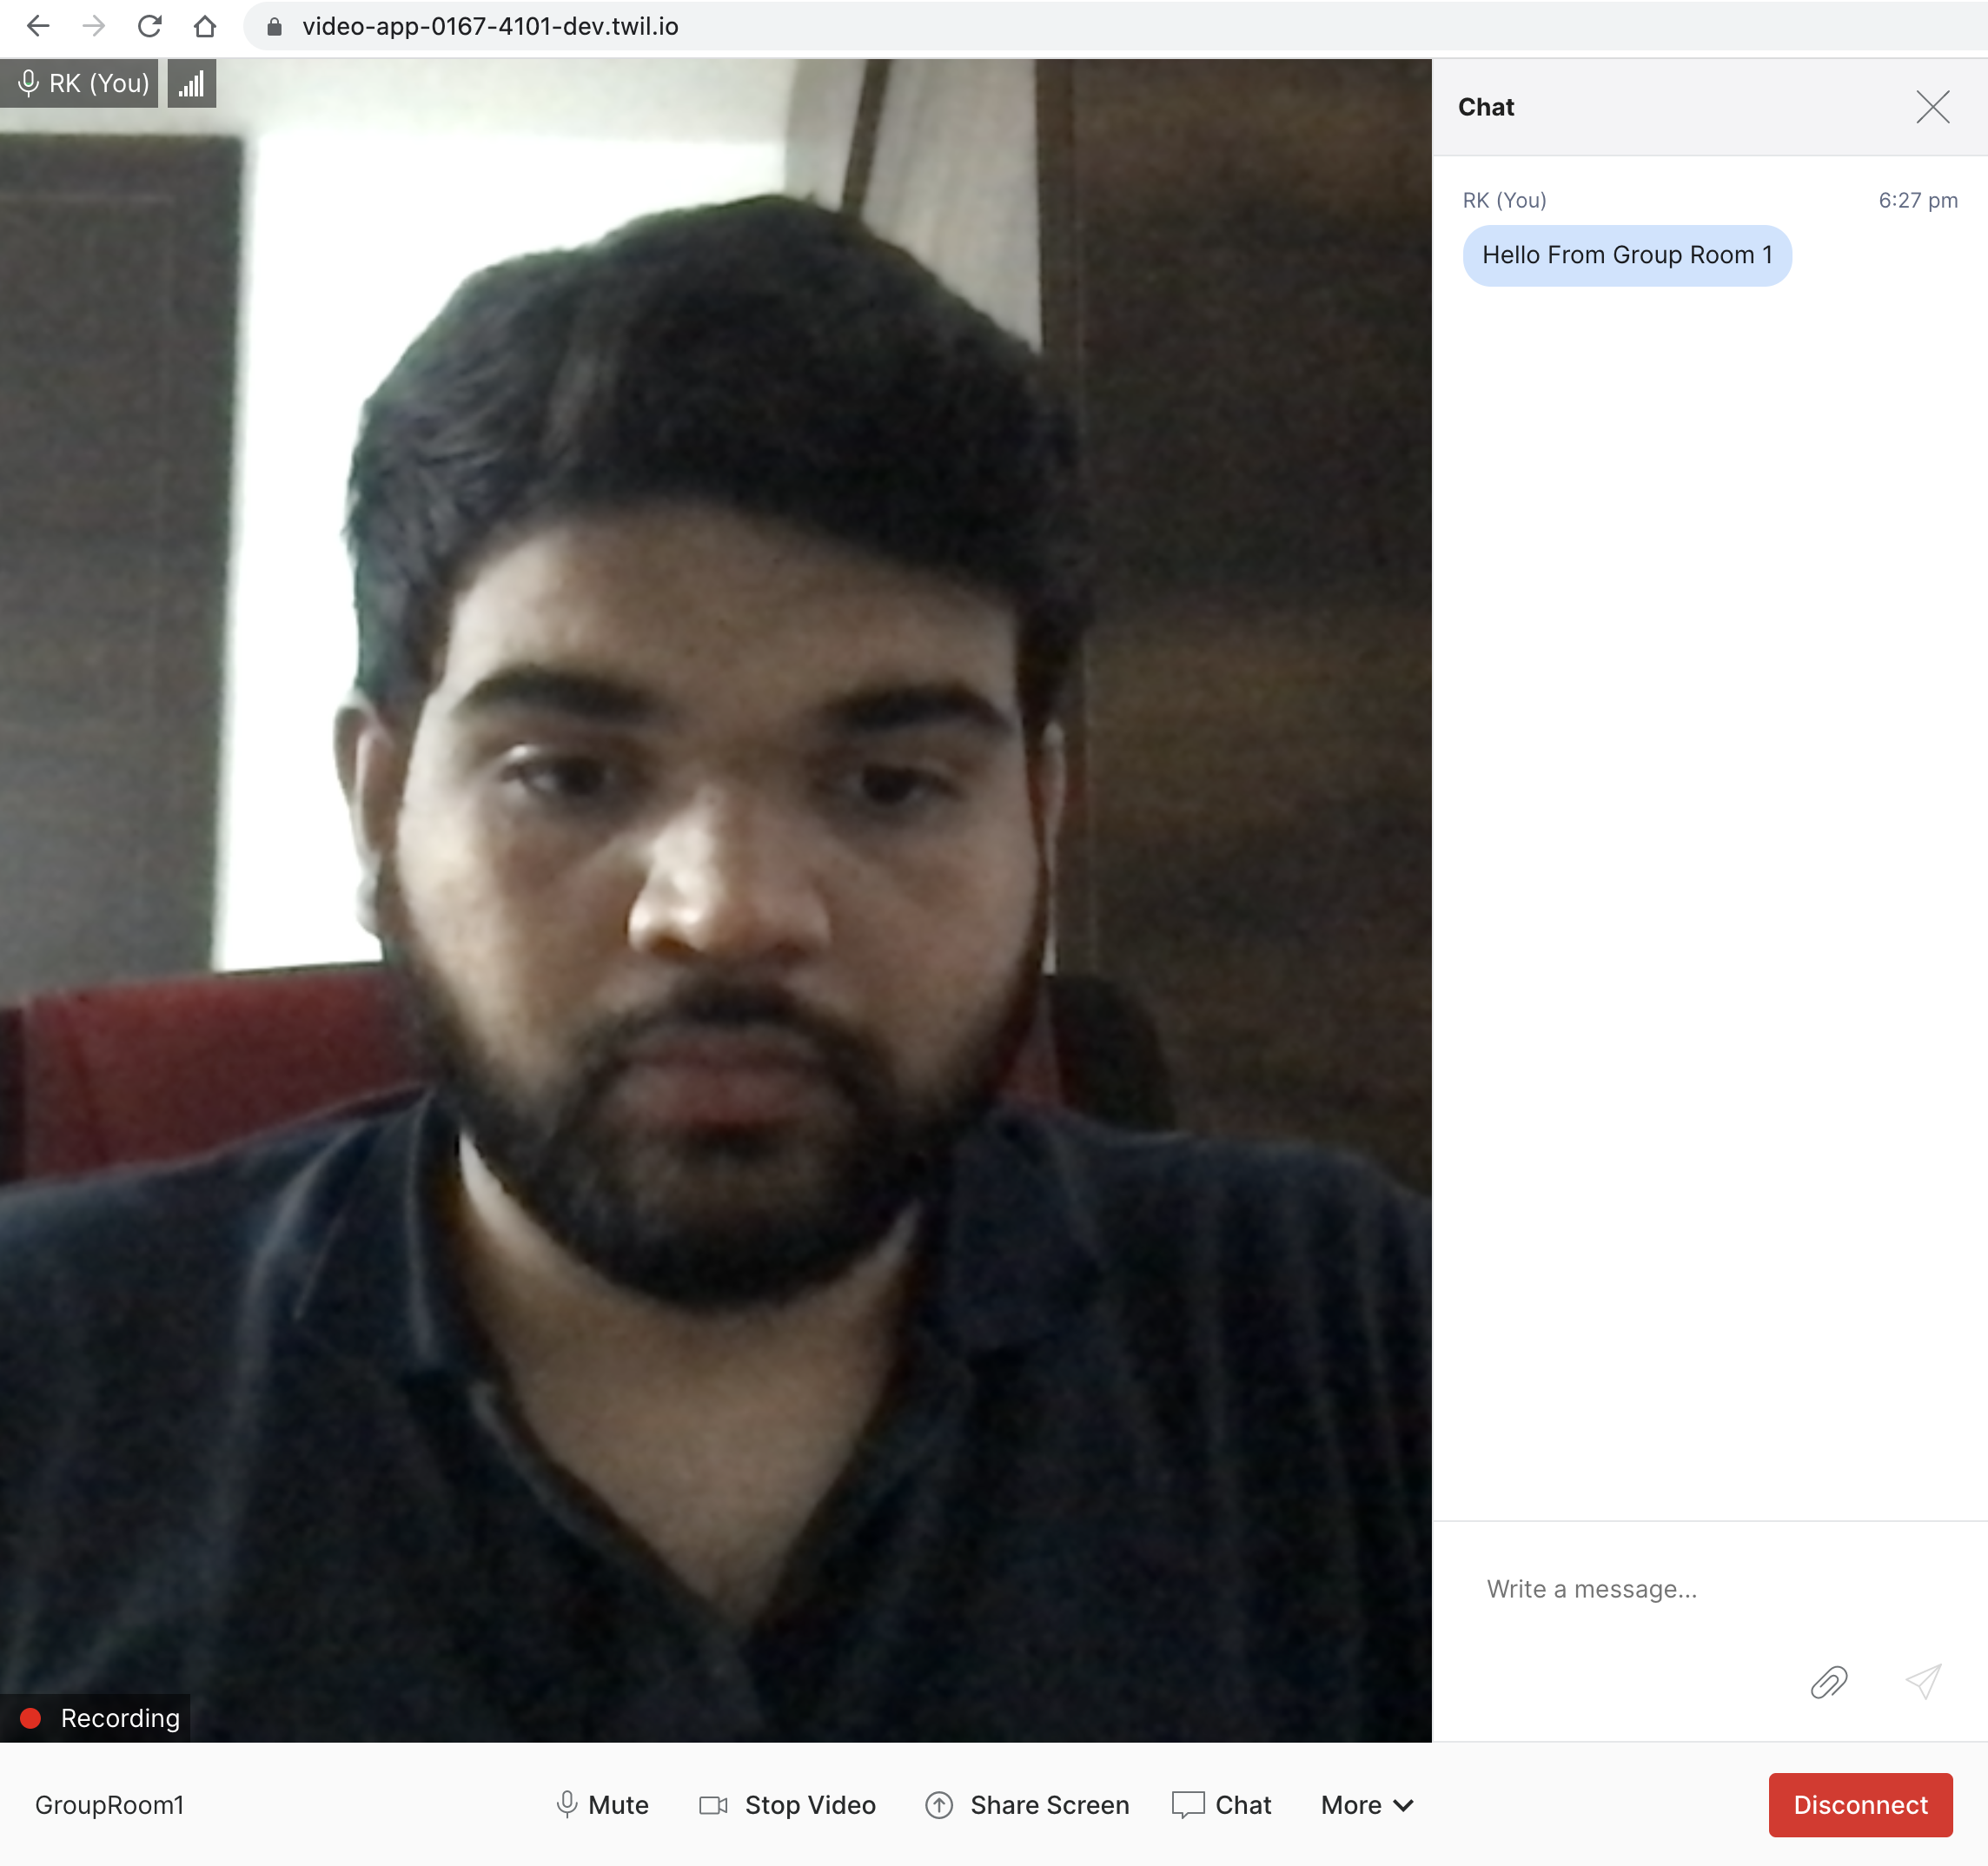 video-app-0167-4101-dev.twil.io
RK (You)
Chat
RK (You) 6:27 pm
Hello From Group Room 1
Write a message...
Recording
GroupRoom1 Mute Stop Video Share Screen Chat More Disconnect